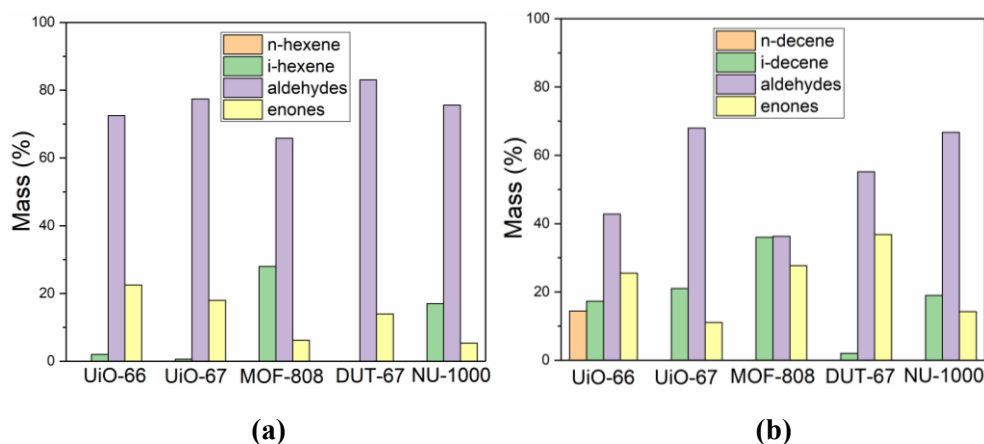 100
80
60
40
20
0
Mass (%)
n-hexene
i-hexene
aldehydes
enones
UiO-66 UiO-67 MOF-808 DUT-67 NU-1000
(a)
100
80
60
40
20
0
Mass (%)
n-decene
i-decene
aldehydes
enones
UiO-66 UiO-67 MOF-808 DUT-67 NU-1000
(b)